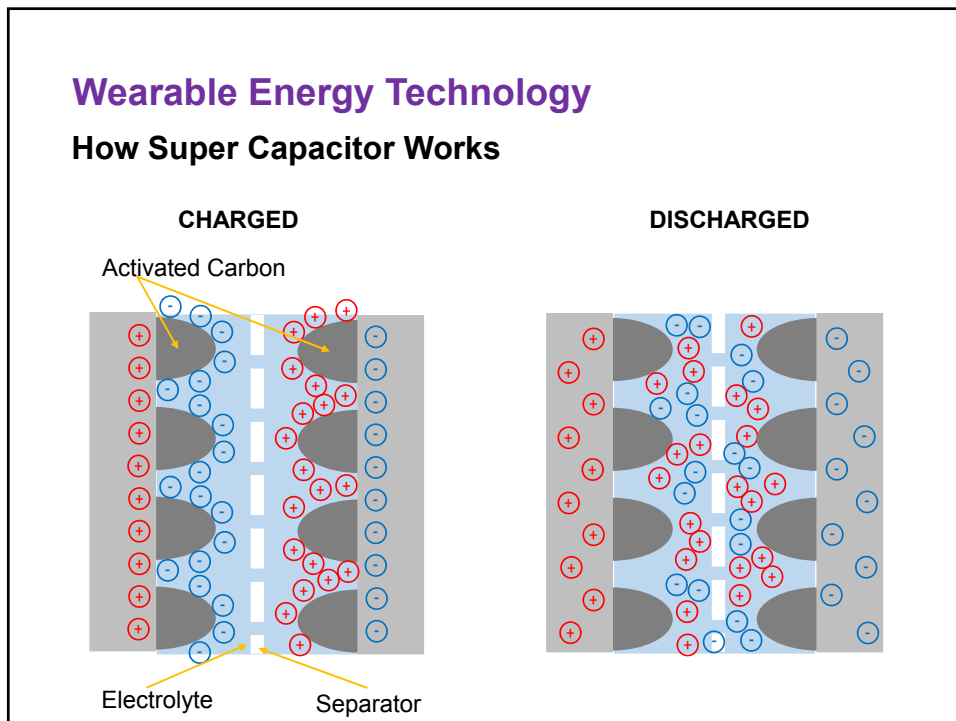 Wearable Energy Technology
How Super Capacitor Works
CHARGED
DISCHARGED
Activated Carbon
Electrolyte
Separator